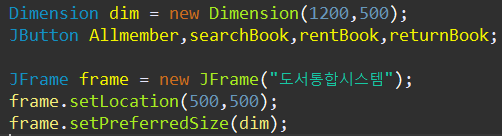 Dimension dim = new Dimension(1200,500);
JButton Allmember,searchBook,rentBook,returnBook;
JFrame frame = new JFrame("도서통합시스템");
frame.setLocation(500,500);
frame.setPreferredSize(dim);